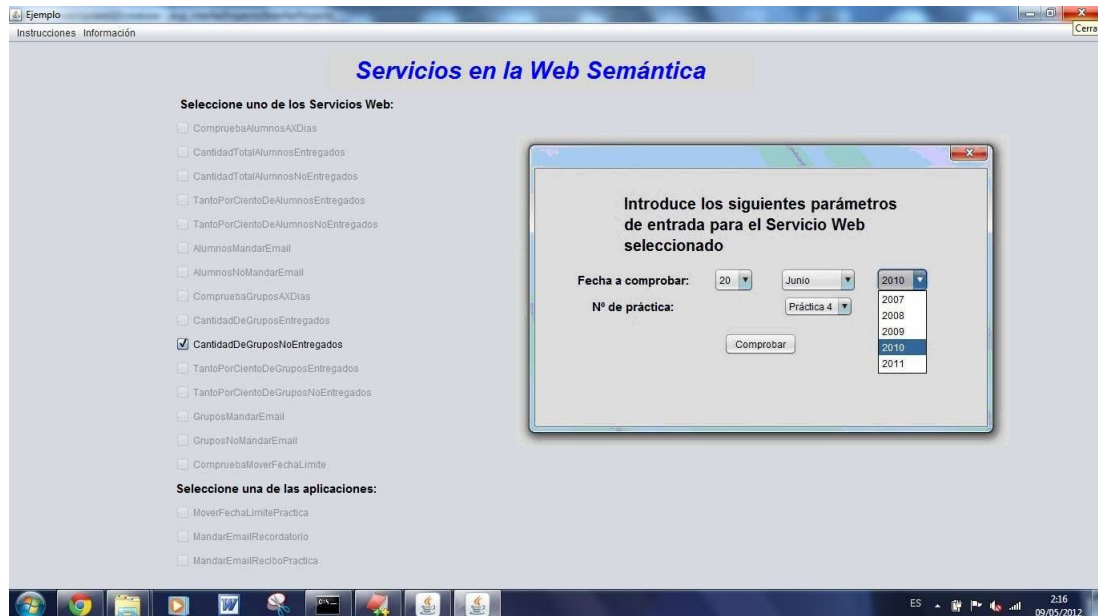 Ejemplo
Instrucciones Información
Cerra
Servicios en la Web Semántica
Seleccione uno de los Servicios Web:
CompruebaAlumnosAXDias
CantidadTotalAlumnosEntregados
CantidadTotalAlumnosNoEntregados
TantoPorCientoDeAlumnosEntregados
TantoPorCientoDeAlumnosNoEntregados
AlumnosMandarEmail
AlumnosNoMandarEmail
CompruebaGruposAXDias
CantidadDeGruposEntregados
CantidadDeGruposNoEntregados
TantoPorCientoDeGruposEntregados
TantoPorCientoDeGruposNoEntregados
GruposMandarEmail
GruposNoMandarEmail
CompruebaMoverFechaLimite
Seleccione una de las aplicaciones:
MoverFechaLimitePractica
MandarEmailRecordatorio
MandarEmailReciboPractica
Introduce los siguientes parámetros
de entrada para el Servicio Web
seleccionado
Fecha a comprobar: 20 Junio 2010
Nº de práctica: Práctica 4
2007
2008
2009
2010
2011
Comprobar
ES 2:16
09/05/2012